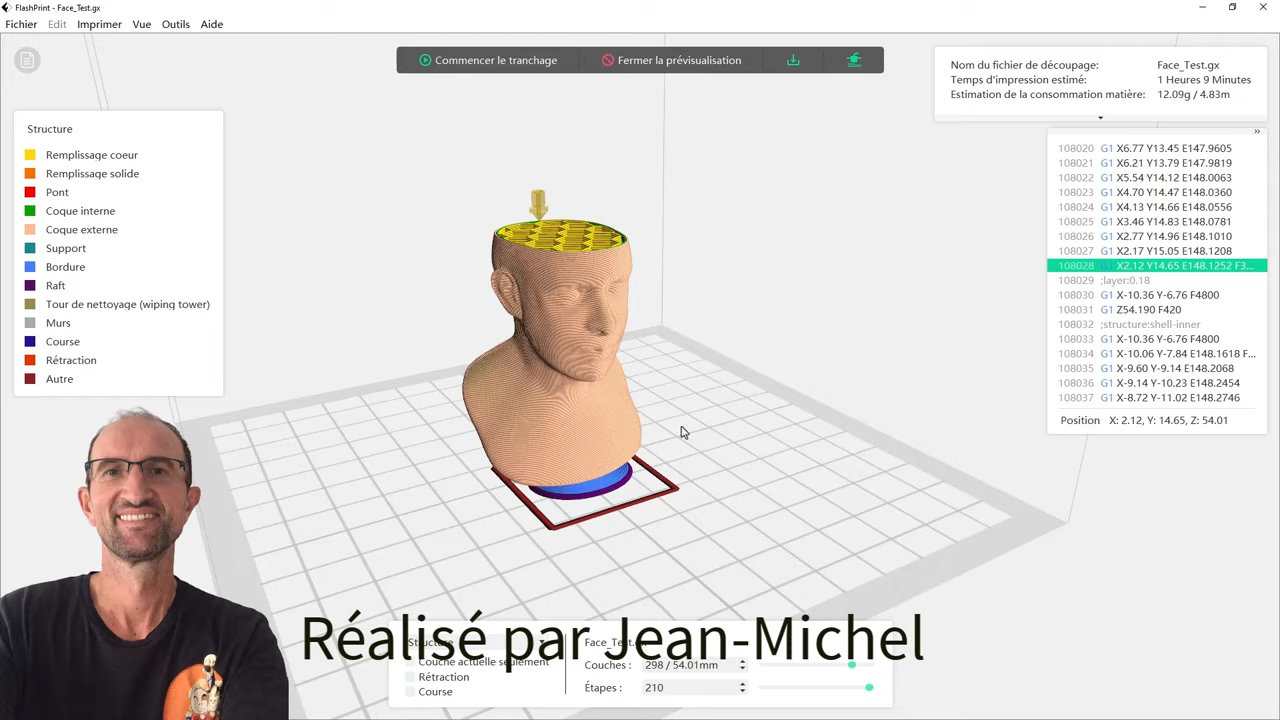 FlashPrint - Face_Test.gx
Fichier Edit Imprimer Vue Outils Aide
Commencer le tranchage Fermer la prévisualisation
Nom du fichier de découpage: Face_Test.gx
Temps d'impression estimé: 1 Heures 9 Minutes
Estimation de la consommation matière: 12.09g / 4.83m
Structure
Remplissage coeur
Remplissage solide
Pont
Coque interne
Coque externe
Support
Bordure
Raft
Tour de nettoyage (wiping tower)
Murs
Course
Rétraction
Autre
108020 G1 X6.77 Y13.45 E147.9605
108021 G1 X6.21 Y13.79 E147.9819
108022 G1 X5.54 Y14.12 E148.0063
108023 G1 X4.70 Y14.47 E148.0360
108024 G1 X4.13 Y14.66 E148.0556
108025 G1 X3.46 Y14.83 E148.0781
108026 G1 X2.77 Y14.96 E148.1010
108027 G1 X2.17 Y15.05 E148.1208
108028 G1 X2.12 Y14.65 E148.1252 F3...
108029 ;layer:0.18
108030 G1 X-10.36 Y-6.76 F4800
108031 G1 Z54.190 F420
108032 ;structure:shell-inner
108033 G1 X-10.36 Y-6.76 F4800
108034 G1 X-10.06 Y-7.84 E148.1618 F...
108035 G1 X-9.60 Y-9.14 E148.2068
108036 G1 X-9.14 Y-10.23 E148.2454
108037 G1 X-8.72 Y-11.02 E148.2746
Position X: 2.12, Y: 14.65, Z: 54.01
Réalisé par Jean-Michel
Structure
Couche actuelle seulement
Rétraction
Course
Face_Test
Couches : 298 / 54.01mm
Étapes : 210